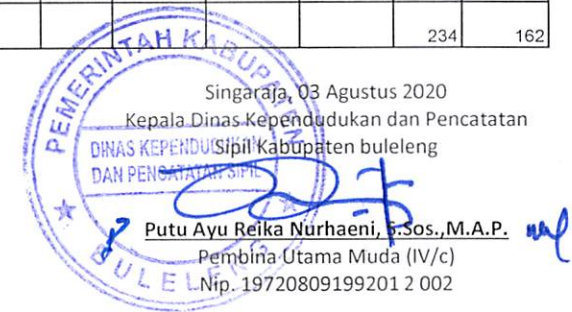 234 162
PEMERINTAH KABUPATEN
BULELENG
DINAS KEPENDUDUKAN
DAN PENCATATAN SIPIL
Singaraja, 03 Agustus 2020
Kepala Dinas Kependudukan dan Pencatatan
Sipil Kabupaten buleleng
Putu Ayu Reika Nurhaeni, S.Sos.,M.A.P.
Pembina Utama Muda (IV/c)
Nip. 19720809199201 2 002